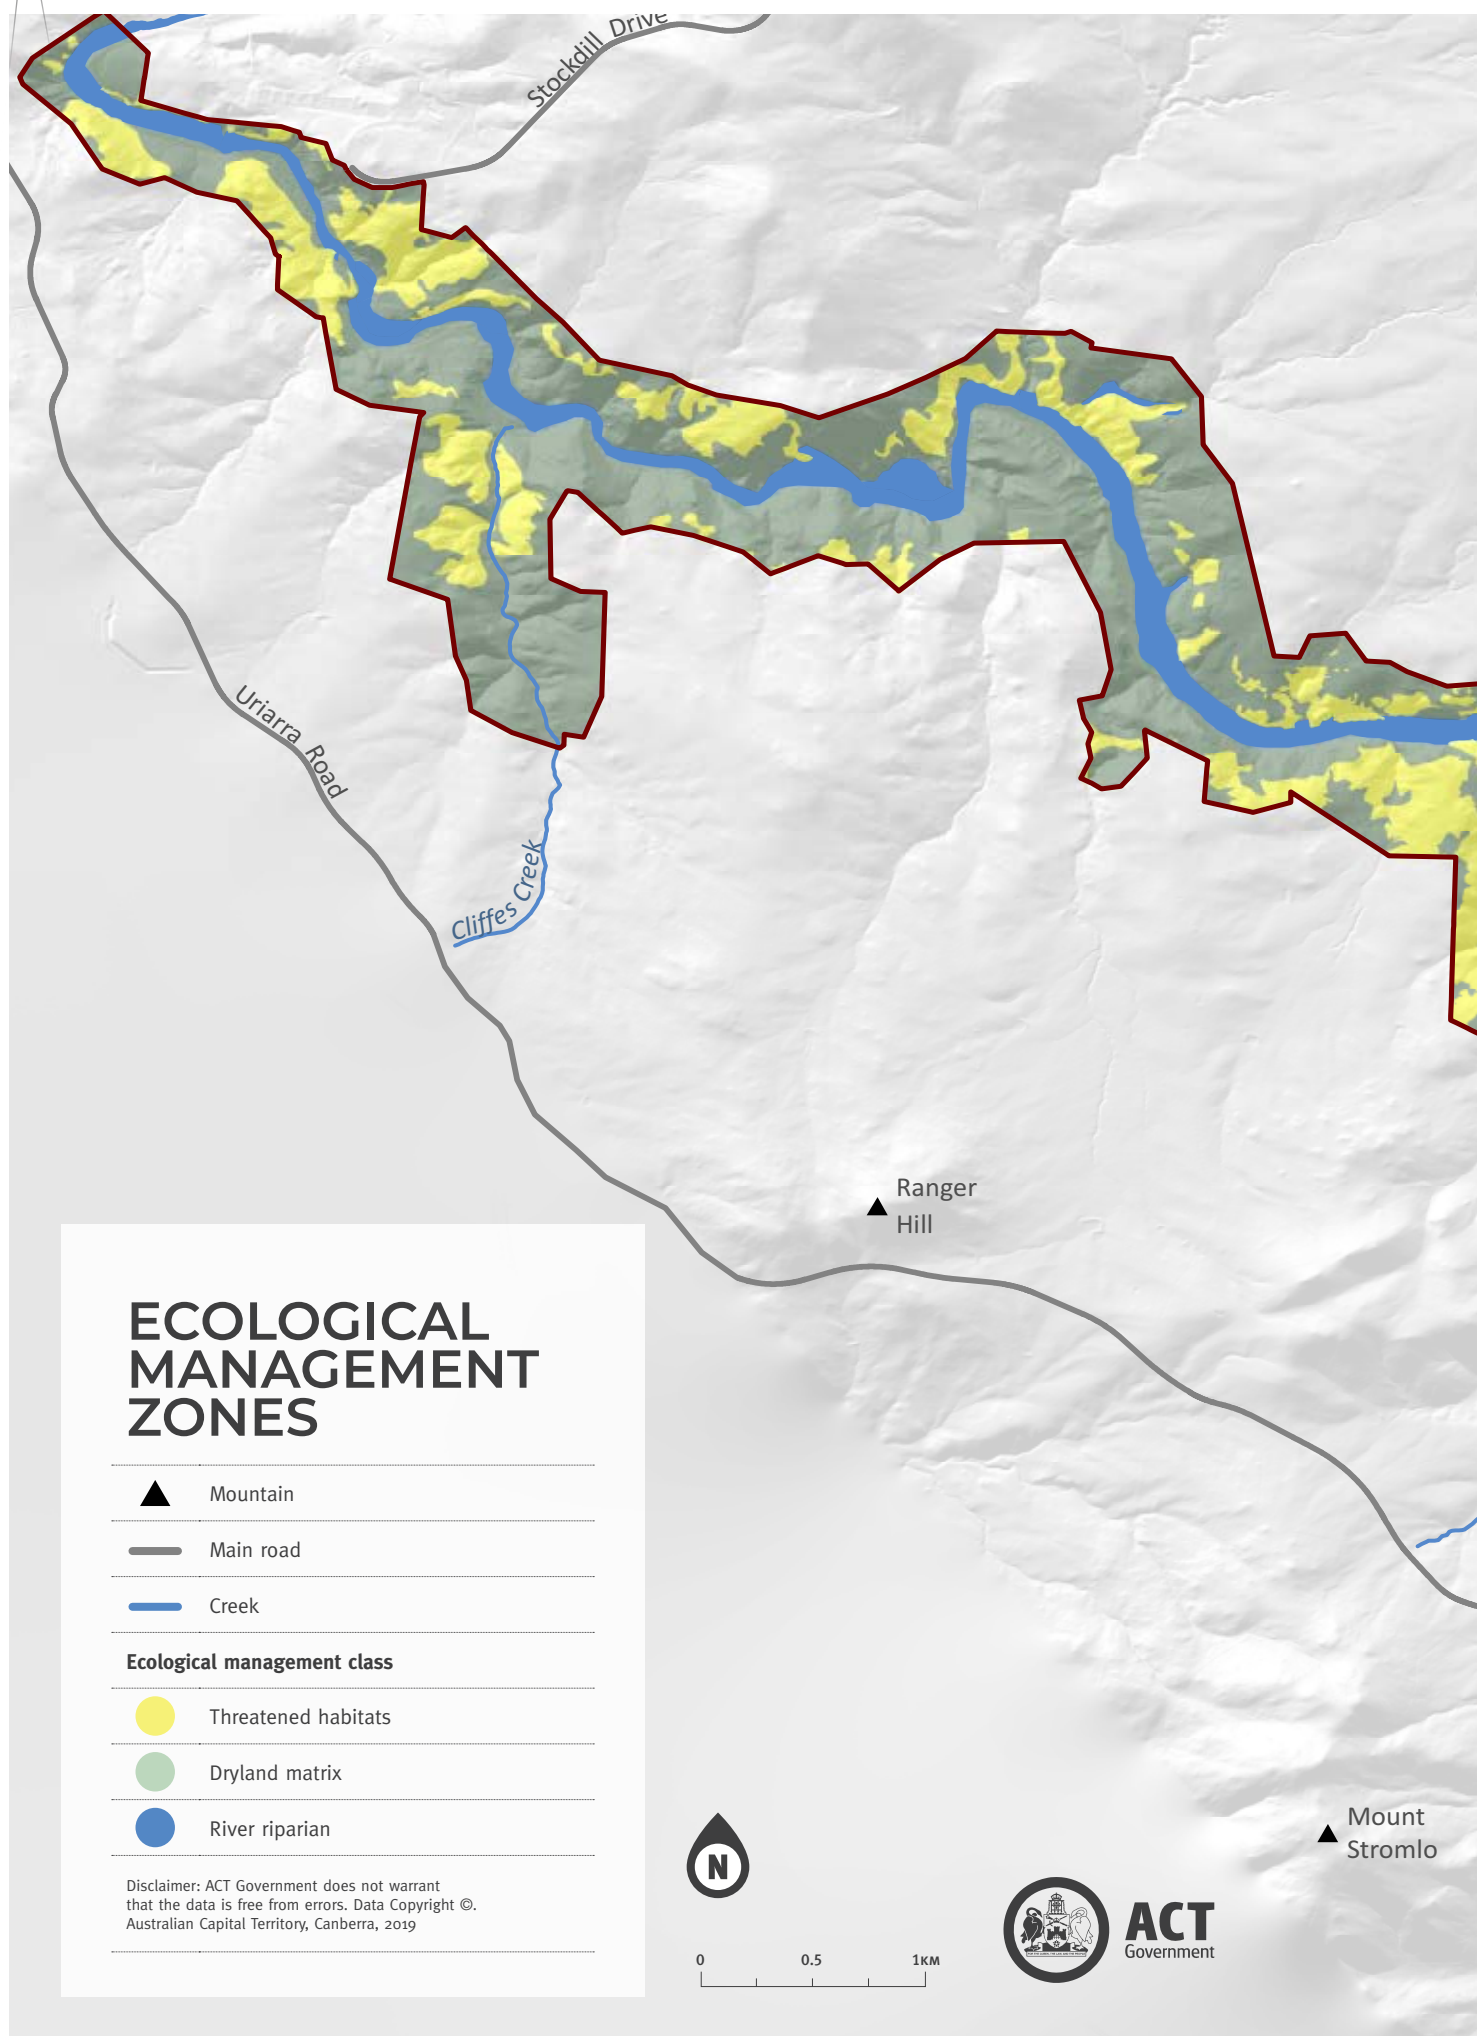 Stockdill Drive
Uriarra Road
Cliffes Creek
Ranger
Hill
ECOLOGICAL
MANAGEMENT
ZONES
Mountain
Main road
Creek
Ecological management class
Threatened habitats
Dryland matrix
River riparian
Disclaimer: ACT Government does not warrant
that the data is free from errors. Data Copyright ©.
Australian Capital Territory, Canberra, 2019
N
0 0.5 1KM
ACT
Government
Mount
Stromlo